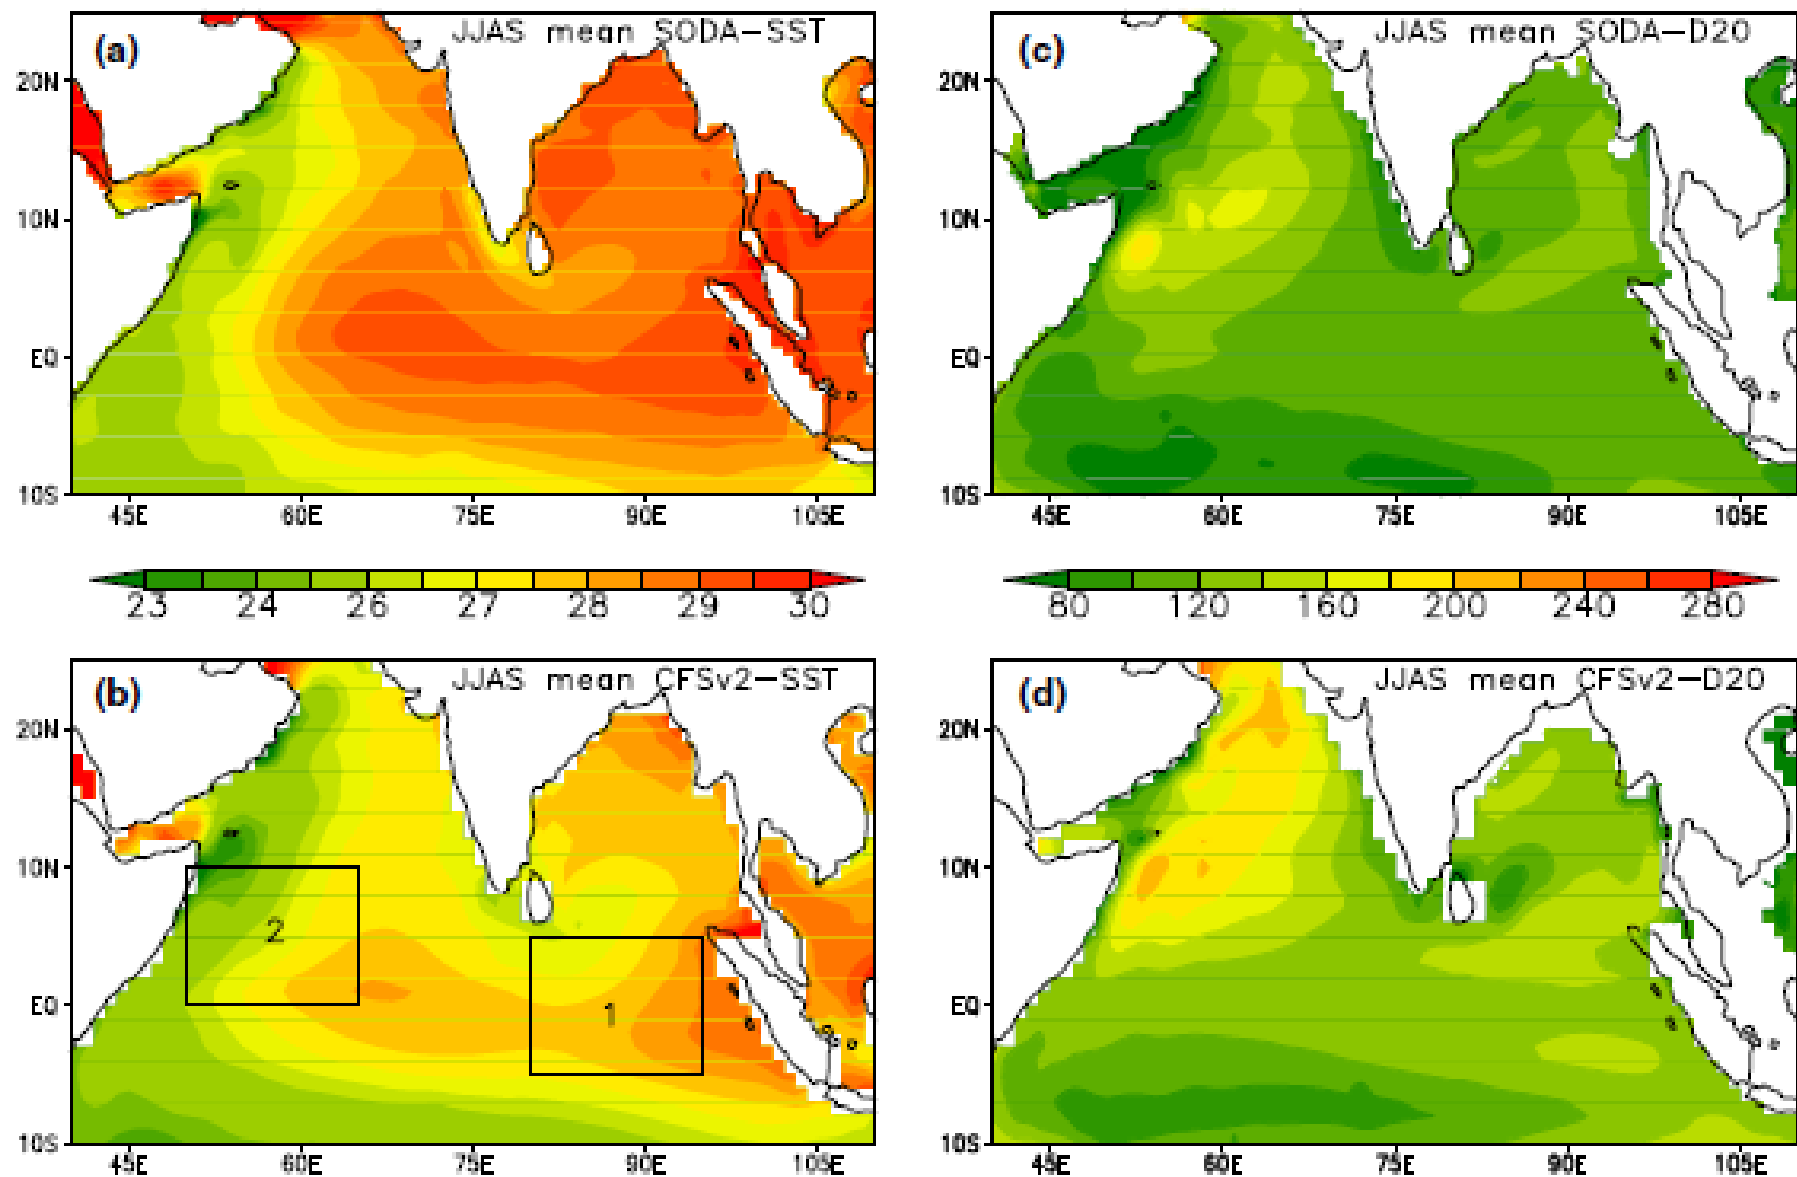 (a) JJAS mean SODA-SST
20N
10N
EQ
10S
45E 60E 75E 90E 105E
(c) JJAS mean SODA-D20
20N
10N
EQ
10S
45E 60E 75E 90E 105E
23 24 26 27 28 29 30
80 120 160 200 240 280
(b) JJAS mean CFSv2-SST
20N
10N
2
EQ
1
10S
45E 60E 75E 90E 105E
(d) JJAS mean CFSv2-D20
20N
10N
EQ
10S
45E 60E 75E 90E 105E